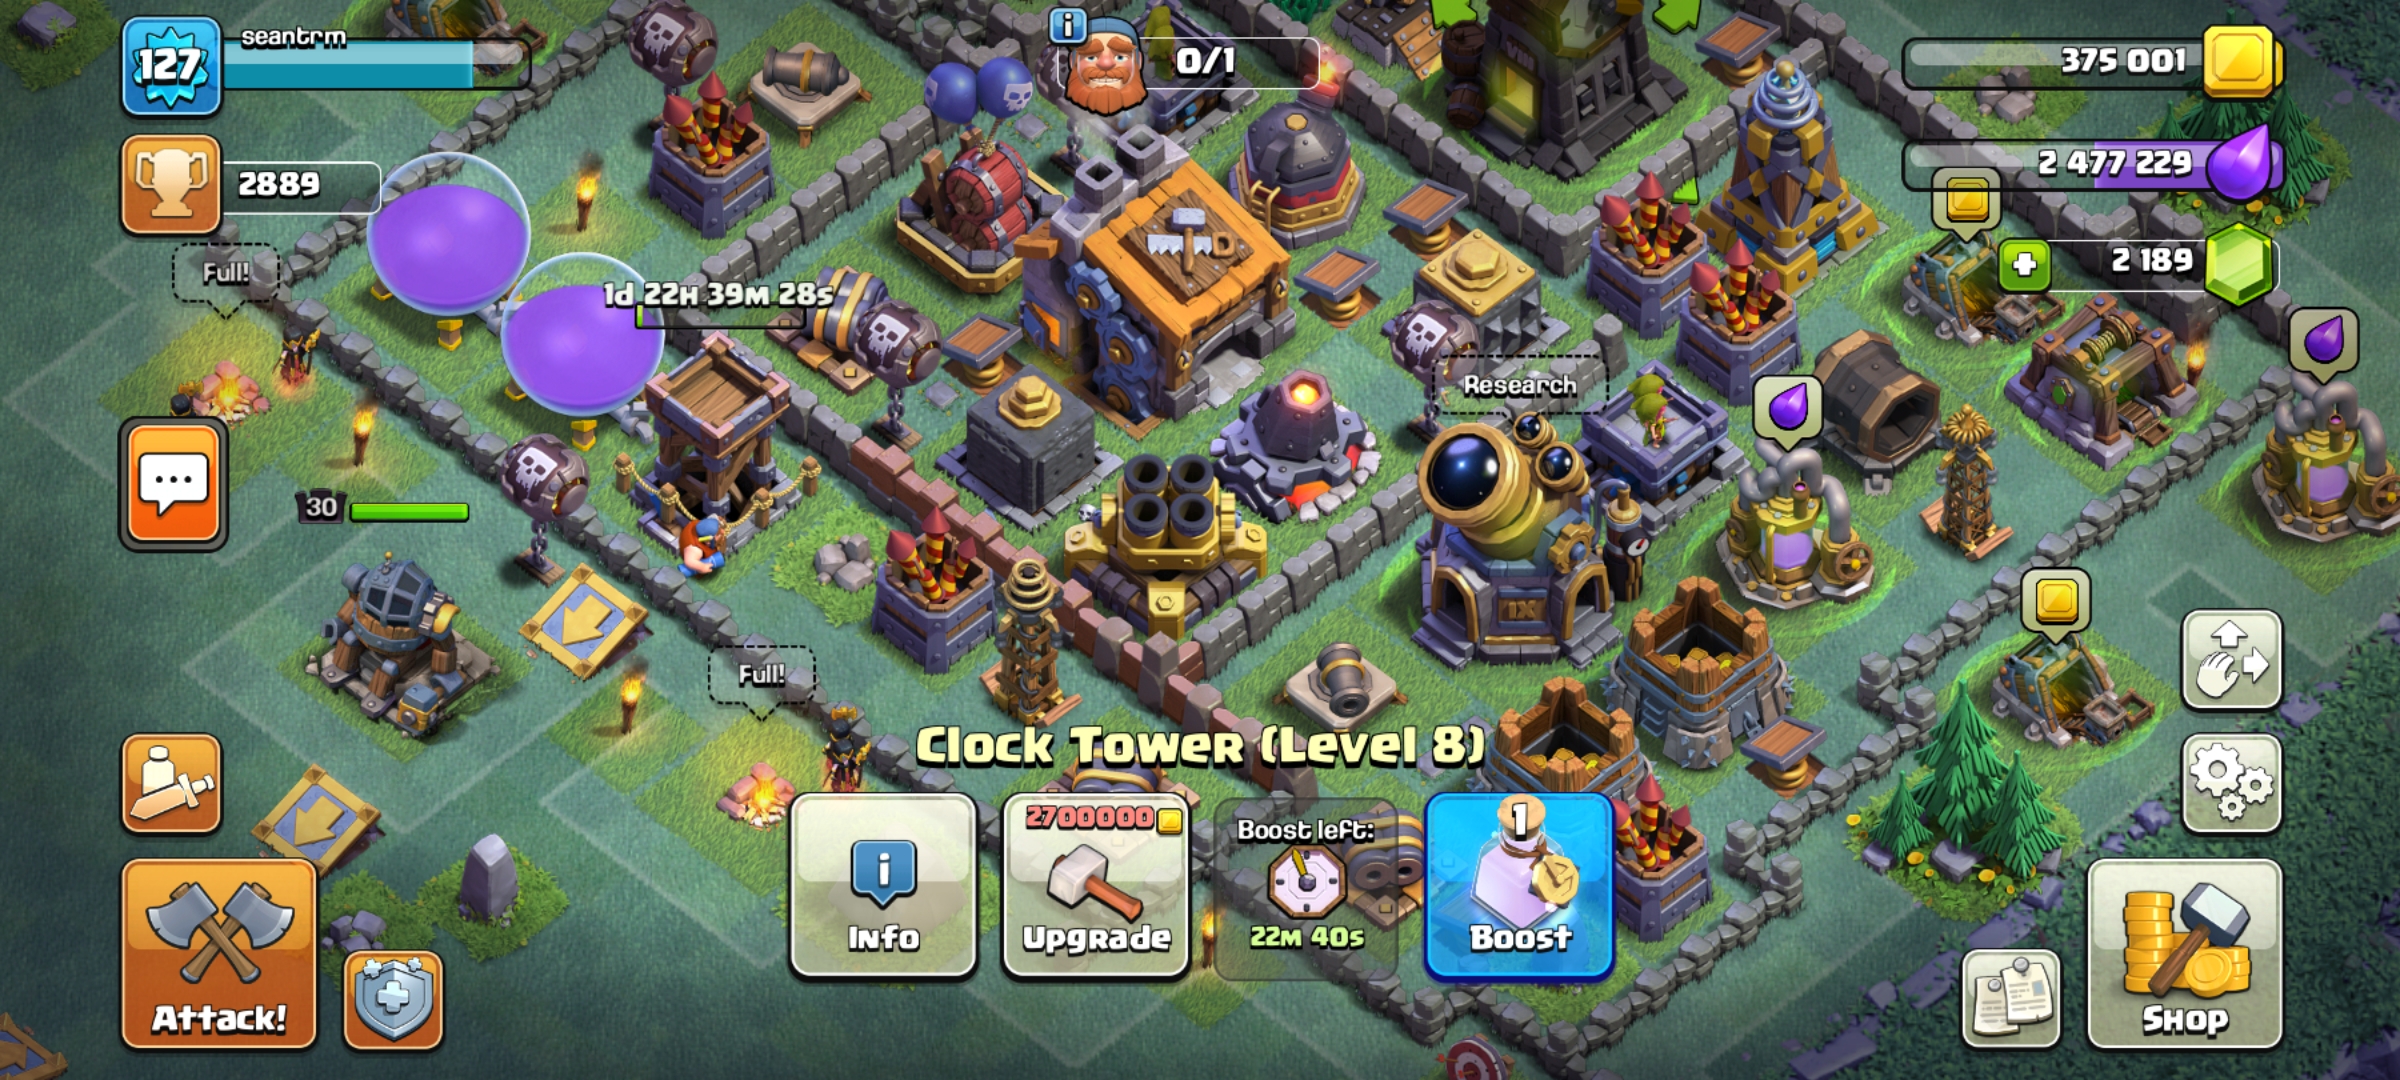 127
seantrm
0/1
375 001
2889
2 477 229
2 189
Full!
1d 22H 39M 28s
Research
30
IX
Full!
Clock Tower (Level 8)
2700000
1
Boost left:
22M 40s
Info
Upgrade
Boost
Attack!
Shop